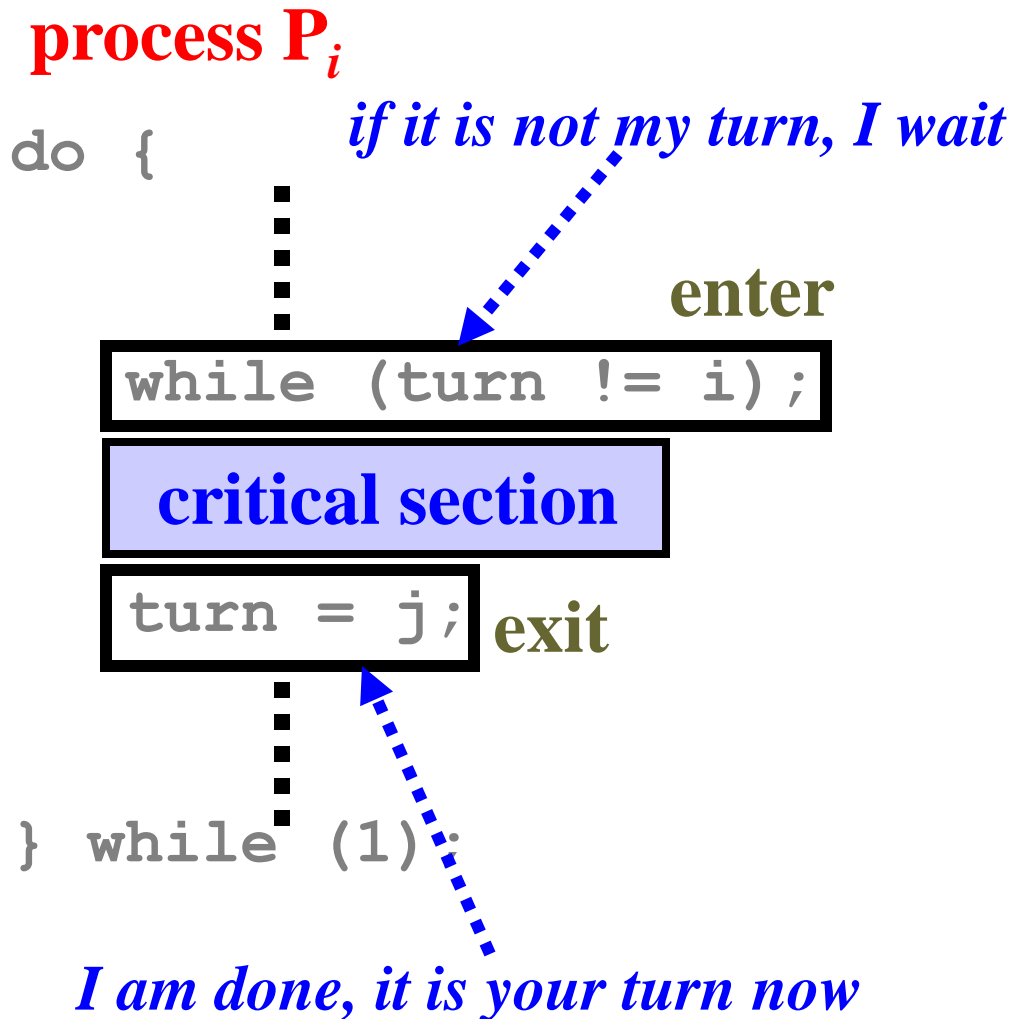 process Pi
if it is not my turn, I wait
do {
enter
while (turn != i);
critical section
turn = j;
exit
} while (1);
I am done, it is your turn now